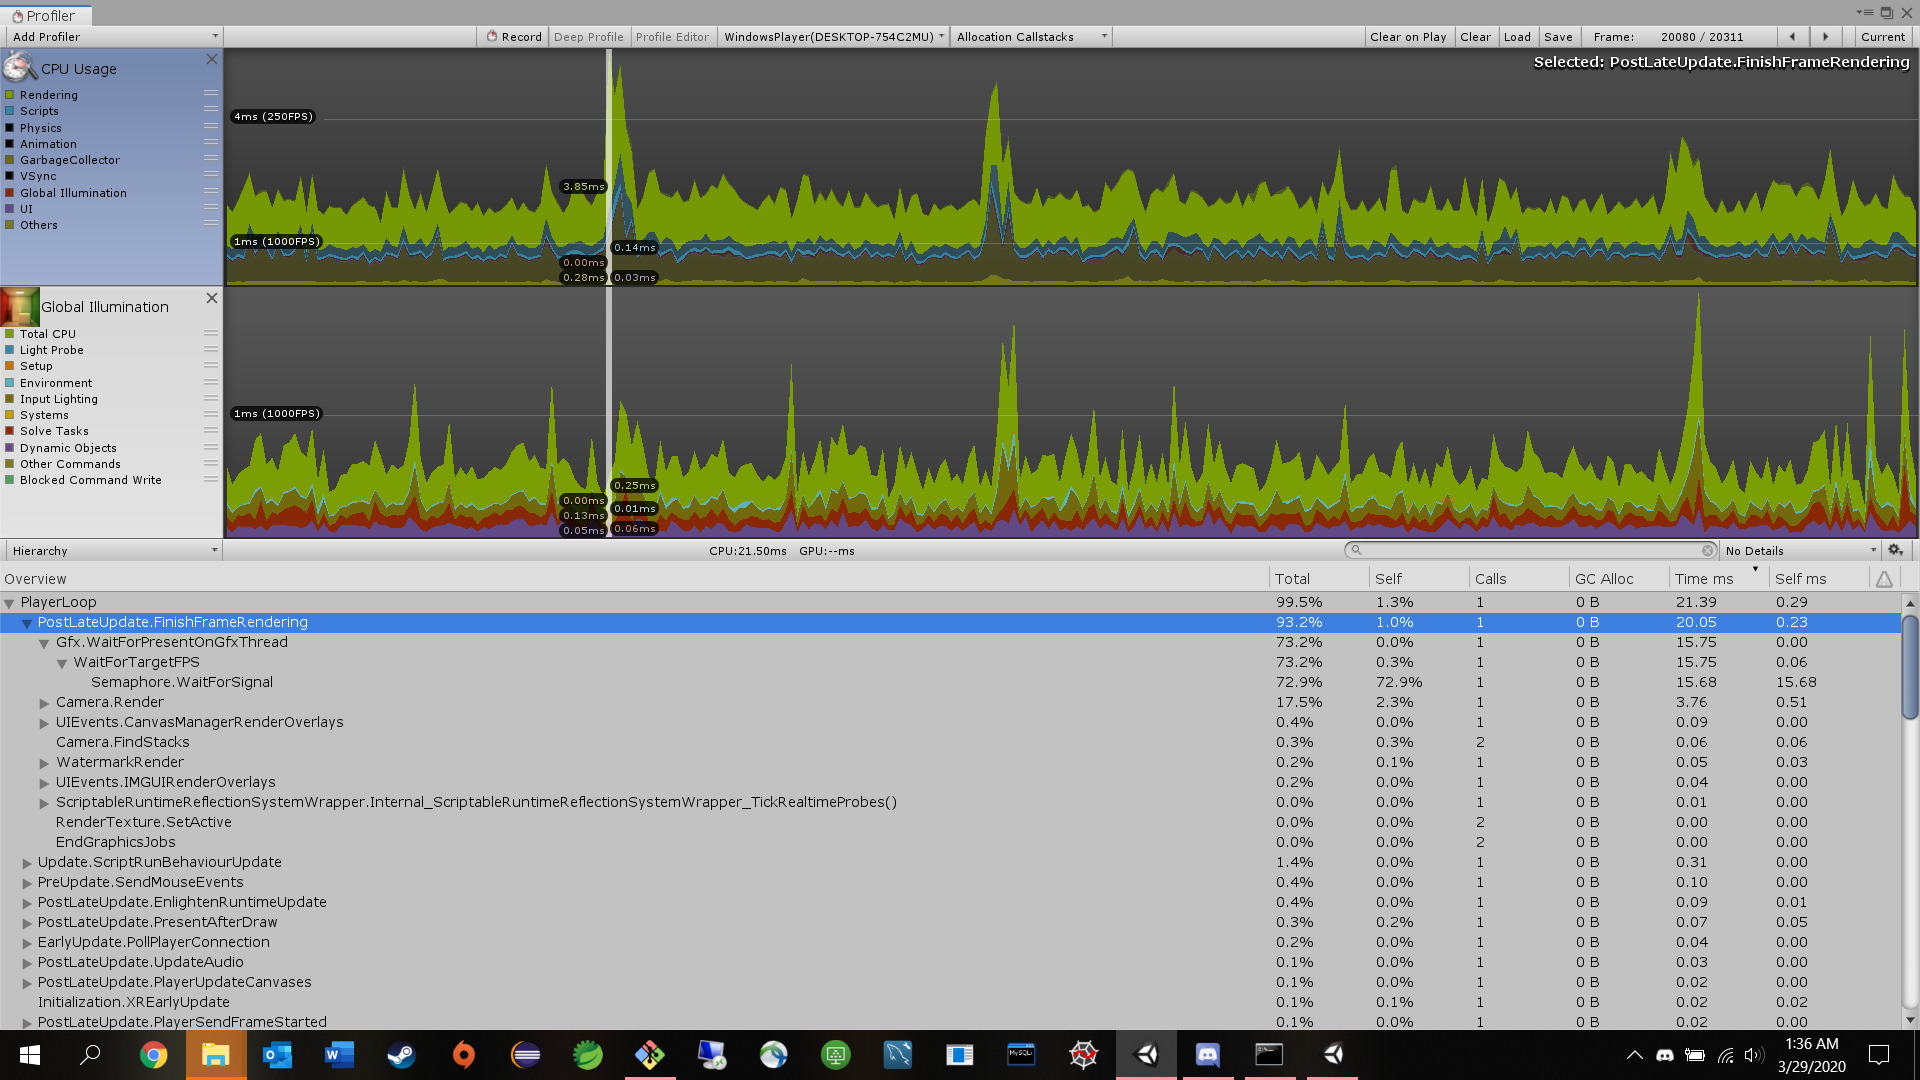 Profiler
Add Profiler
Record
Deep Profile
Profile Editor
WindowsPlayer(DESKTOP-754C2MU)
Allocation Callstacks
Clear on Play
Clear
Load
Save
Frame:
20080 / 20311
Current
CPU Usage
Rendering
Scripts
Physics
Animation
GarbageCollector
VSync
Global Illumination
UI
Others
Selected: PostLateUpdate.FinishFrameRendering
4ms (250FPS)
3.85ms
1ms (1000FPS)
0.14ms
0.00ms
0.28ms
0.03ms
Global Illumination
Total CPU
Light Probe
Setup
Environment
Input Lighting
Systems
Solve Tasks
Dynamic Objects
Other Commands
Blocked Command Write
1ms (1000FPS)
0.25ms
0.00ms
0.01ms
0.13ms
0.05ms
0.06ms
Hierarchy
CPU:21.50ms GPU:--ms
No Details
Overview Total Self Calls GC Alloc Time ms Self ms
PlayerLoop 99.5% 1.3% 1 0 B 21.39 0.29
PostLateUpdate.FinishFrameRendering 93.2% 1.0% 1 0 B 20.05 0.23
Gfx.WaitForPresentOnGfxThread 73.2% 0.0% 1 0 B 15.75 0.00
WaitForTargetFPS 73.2% 0.3% 1 0 B 15.75 0.06
Semaphore.WaitForSignal 72.9% 72.9% 1 0 B 15.68 15.68
Camera.Render 17.5% 2.3% 1 0 B 3.76 0.51
UIEvents.CanvasManagerRenderOverlays 0.4% 0.0% 1 0 B 0.09 0.00
Camera.FindStacks 0.3% 0.3% 2 0 B 0.06 0.06
WatermarkRender 0.2% 0.1% 1 0 B 0.05 0.03
UIEvents.IMGUIRenderOverlays 0.2% 0.0% 1 0 B 0.04 0.00
ScriptableRuntimeReflectionSystemWrapper.Internal_ScriptableRuntimeReflectionSystemWrapper_TickRealtimeProbes() 0.0% 0.0% 1 0 B 0.01 0.00
RenderTexture.SetActive 0.0% 0.0% 2 0 B 0.00 0.00
EndGraphicsJobs 0.0% 0.0% 2 0 B 0.00 0.00
Update.ScriptRunBehaviourUpdate 1.4% 0.0% 1 0 B 0.31 0.00
PreUpdate.SendMouseEvents 0.4% 0.0% 1 0 B 0.10 0.00
PostLateUpdate.EnlightenRuntimeUpdate 0.4% 0.0% 1 0 B 0.09 0.01
PostLateUpdate.PresentAfterDraw 0.3% 0.2% 1 0 B 0.07 0.05
EarlyUpdate.PollPlayerConnection 0.2% 0.0% 1 0 B 0.04 0.00
PostLateUpdate.UpdateAudio 0.1% 0.0% 1 0 B 0.03 0.00
PostLateUpdate.PlayerUpdateCanvases 0.1% 0.0% 1 0 B 0.02 0.00
Initialization.XREarlyUpdate 0.1% 0.1% 1 0 B 0.02 0.02
PostLateUpdate.PlayerSendFrameStarted 0.1% 0.0% 1 0 B 0.02 0.00
MySQL
1:36 AM
3/29/2020